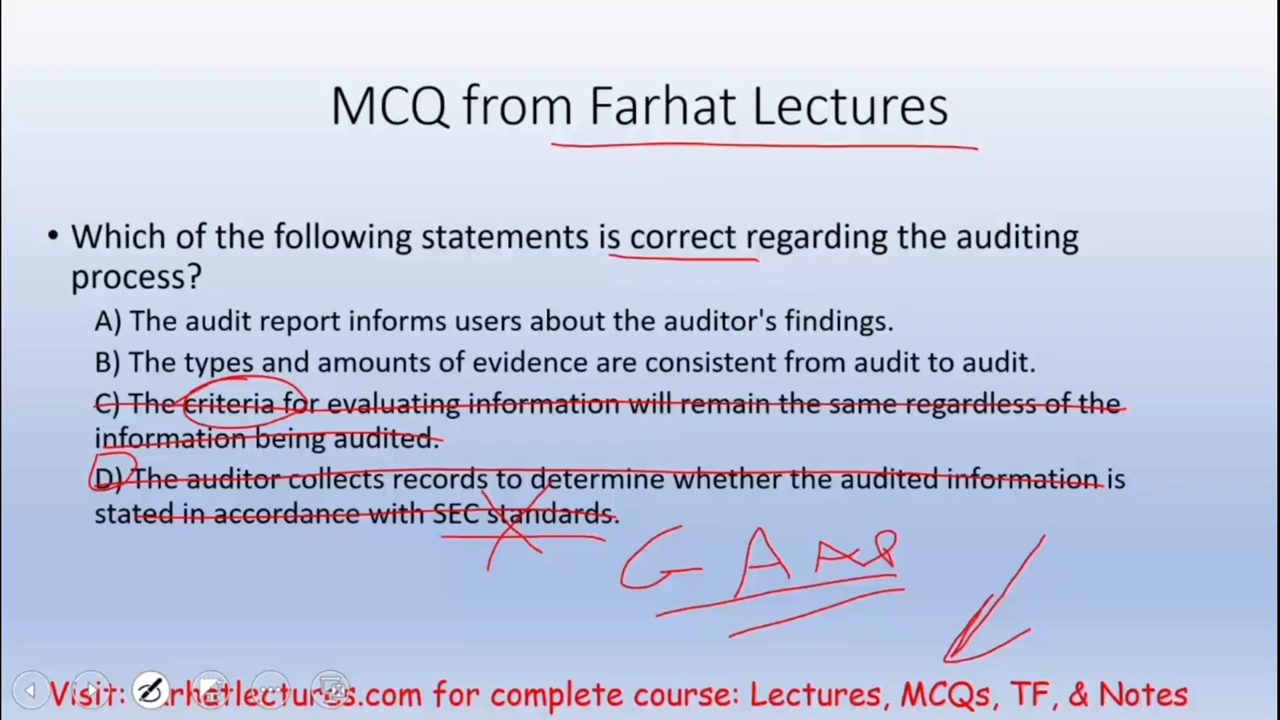 MCQ from Farhat Lectures
• Which of the following statements is correct regarding the auditing
process?
A) The audit report informs users about the auditor's findings.
B) The types and amounts of evidence are consistent from audit to audit.
C) The criteria for evaluating information will remain the same regardless of the
information being audited.
D) The auditor collects records to determine whether the audited information is
stated in accordance with SEC standards.
Visit: farhatlectures.com for complete course: Lectures, MCQs, TF, & Notes